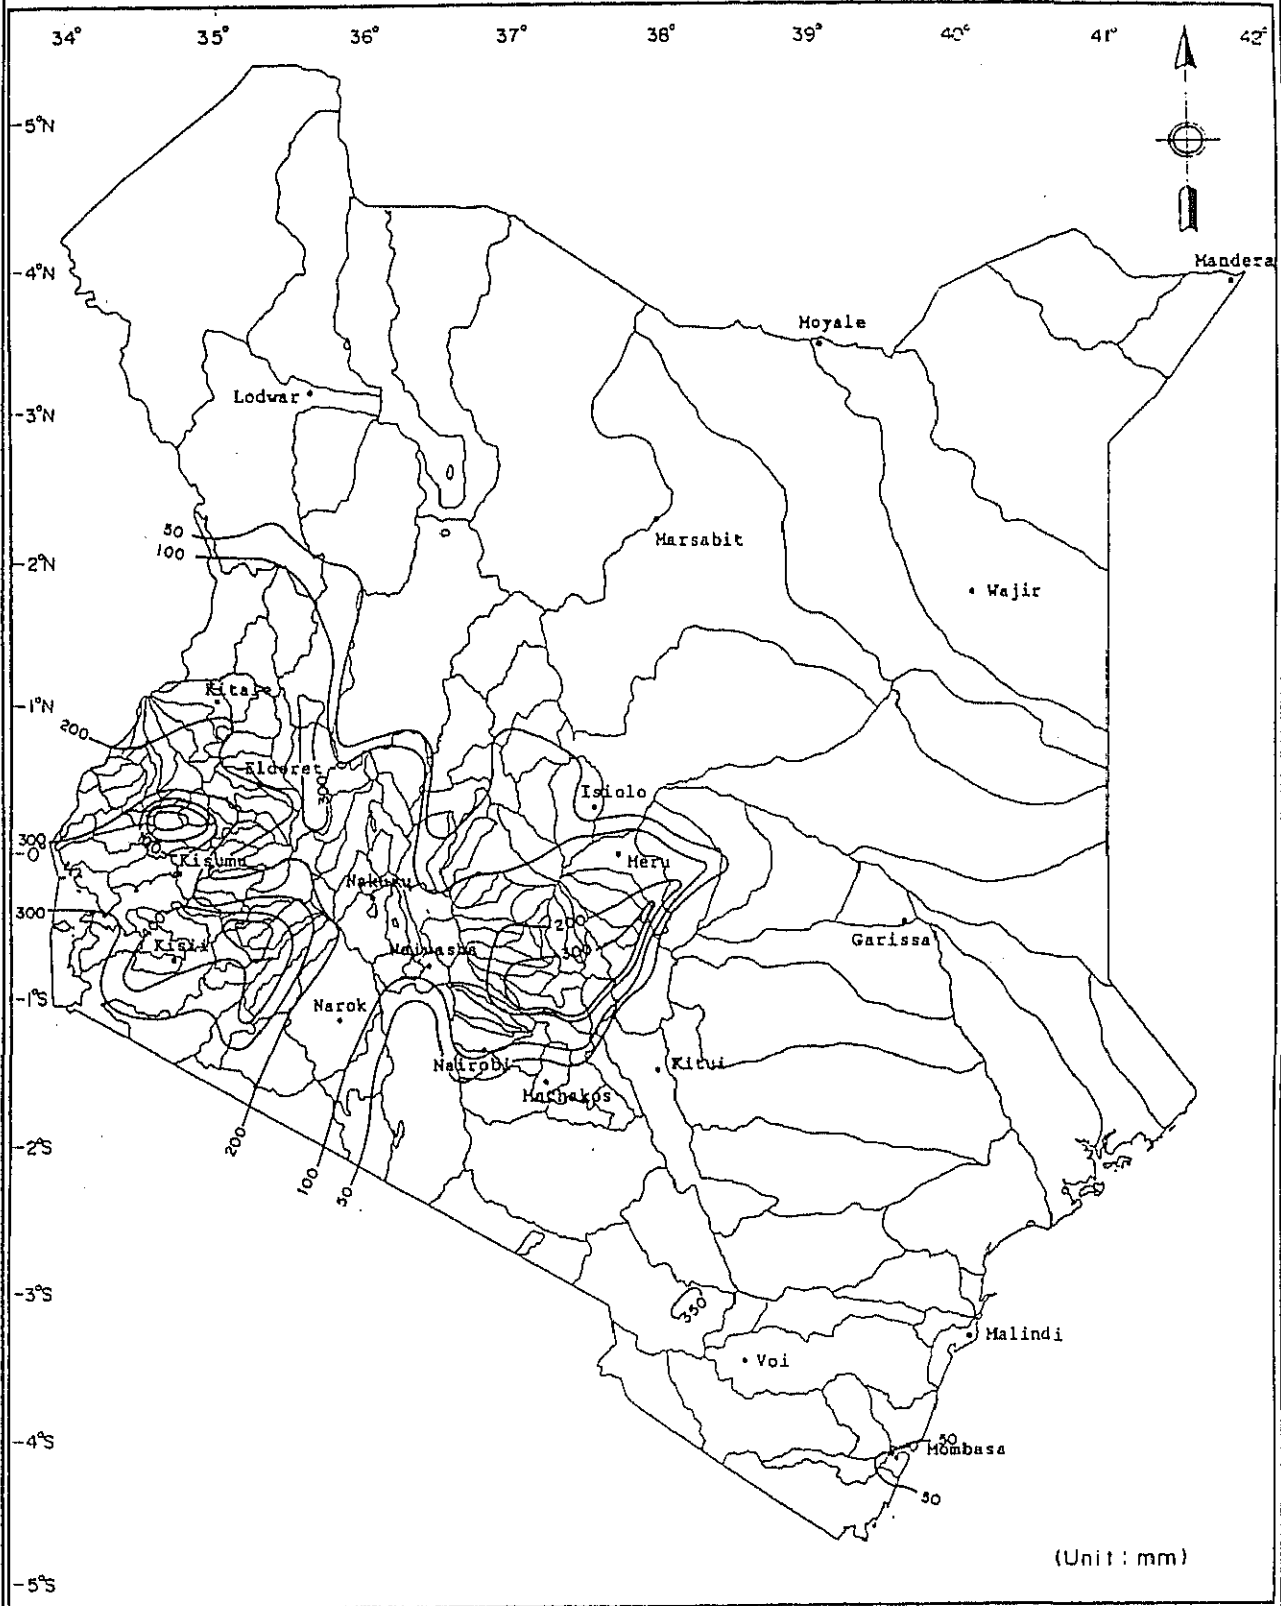 34° 35° 36° 37° 38° 39° 40° 41° 42°
-5°N
-4°N
Mandera
Moyale
Lodwar
-3°N
50
Marsabit
100
-2°N
Wajir
Kitale
-1°N
200
Eldoret
300
Isiolo
300
-0°
Kisumu
Meru
Nakuru
300
200
Garissa
Kisii
Naivasha
300
-1°S
Narok
Nairobi
Kitui
Machakos
200
-2°S
100
50
-3°S
350
Malindi
Voi
-4°S
50
Mombasa
50
(Unit : mm)
-5°S